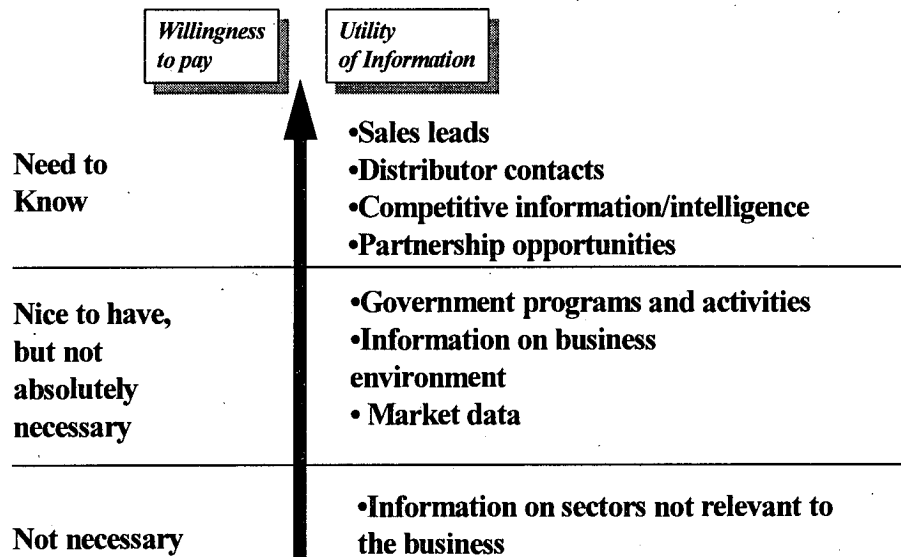 Willingness
to pay
Utility
of Information
Need to
Know
•Sales leads
•Distributor contacts
•Competitive information/intelligence
•Partnership opportunities
Nice to have,
but not
absolutely
necessary
•Government programs and activities
•Information on business
environment
• Market data
Not necessary
•Information on sectors not relevant to
the business